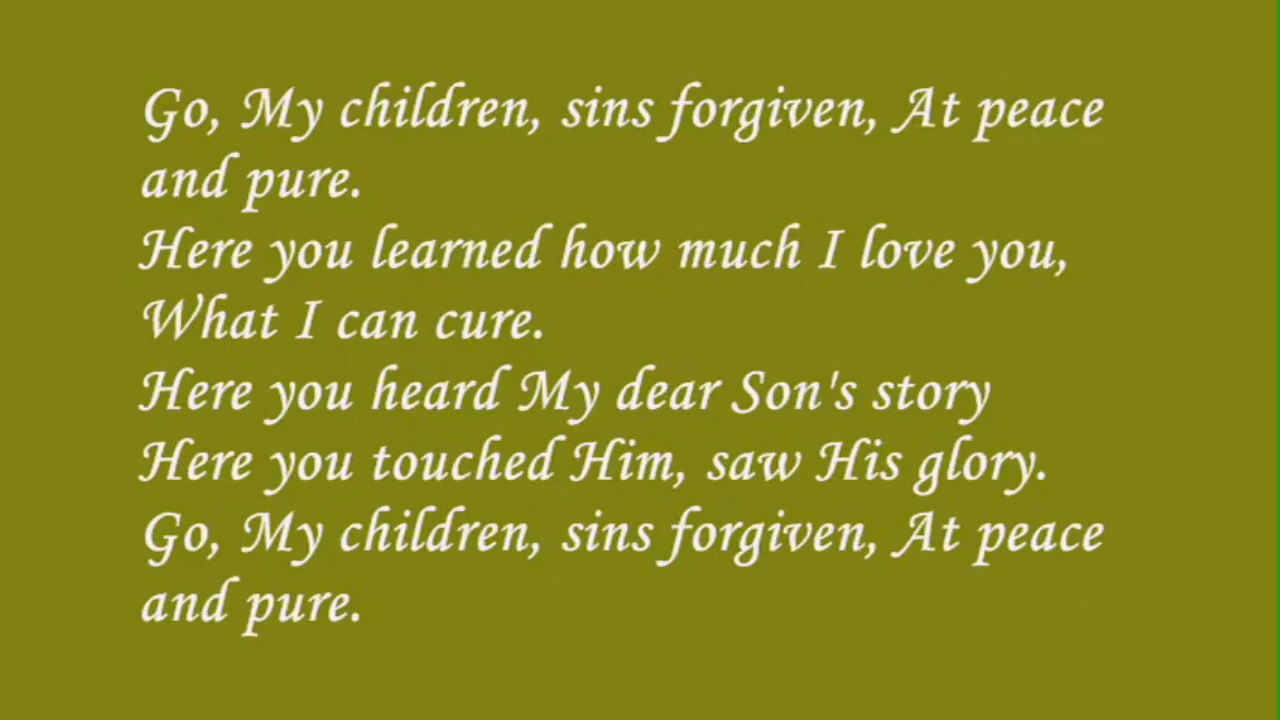 Go, My children, sins forgiven, At peace
and pure.
Here you learned how much I love you,
What I can cure.
Here you heard My dear Son's story
Here you touched Him, saw His glory.
Go, My children, sins forgiven, At peace
and pure.